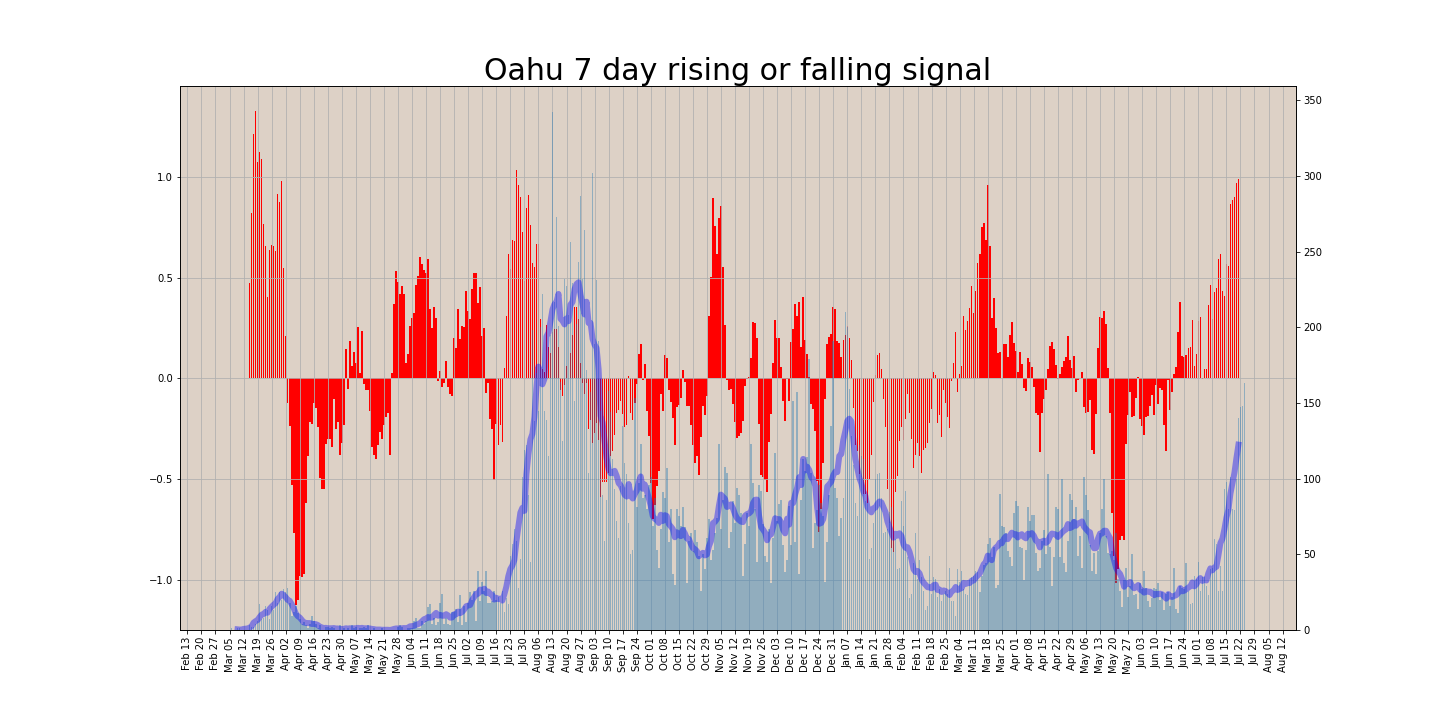 Oahu 7 day rising or falling signal
1.0
0.5
0.0
−0.5
−1.0
350
300
250
200
150
100
50
0
Feb 13
Feb 20
Feb 27
Mar 05
Mar 12
Mar 19
Mar 26
Apr 02
Apr 09
Apr 16
Apr 23
Apr 30
May 07
May 14
May 21
May 28
Jun 04
Jun 11
Jun 18
Jun 25
Jul 02
Jul 09
Jul 16
Jul 23
Jul 30
Aug 06
Aug 13
Aug 20
Aug 27
Sep 03
Sep 10
Sep 17
Sep 24
Oct 01
Oct 08
Oct 15
Oct 22
Oct 29
Nov 05
Nov 12
Nov 19
Nov 26
Dec 03
Dec 10
Dec 17
Dec 24
Dec 31
Jan 07
Jan 14
Jan 21
Jan 28
Feb 04
Feb 11
Feb 18
Feb 25
Mar 04
Mar 11
Mar 18
Mar 25
Apr 01
Apr 08
Apr 15
Apr 22
Apr 29
May 06
May 13
May 20
May 27
Jun 03
Jun 10
Jun 17
Jun 24
Jul 01
Jul 08
Jul 15
Jul 22
Jul 29
Aug 05
Aug 12